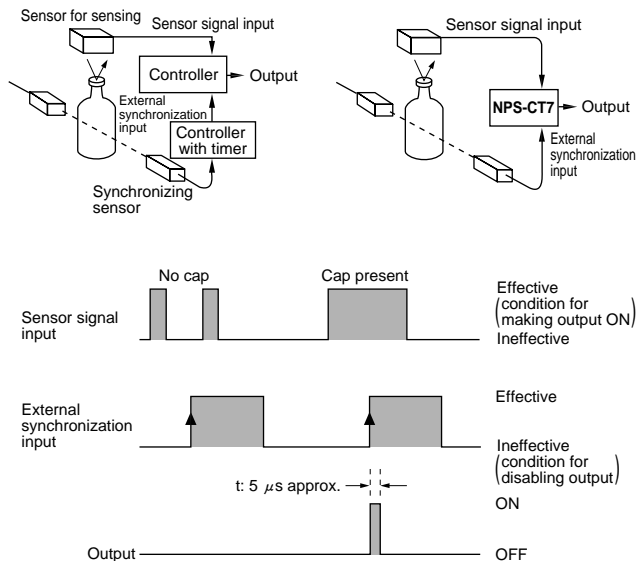 Sensor for sensing
Sensor signal input
Controller
Output
External
synchronization
input
Controller
with timer
Synchronizing
sensor
Sensor signal input
NPS-CT7
Output
External
synchronization
input
No cap
Cap present
Sensor signal
input
Effective
(condition for
making output ON)
Ineffective
External
synchronization
input
Effective
Ineffective
(condition for
disabling output)
t: 5 μs approx.
ON
Output
OFF